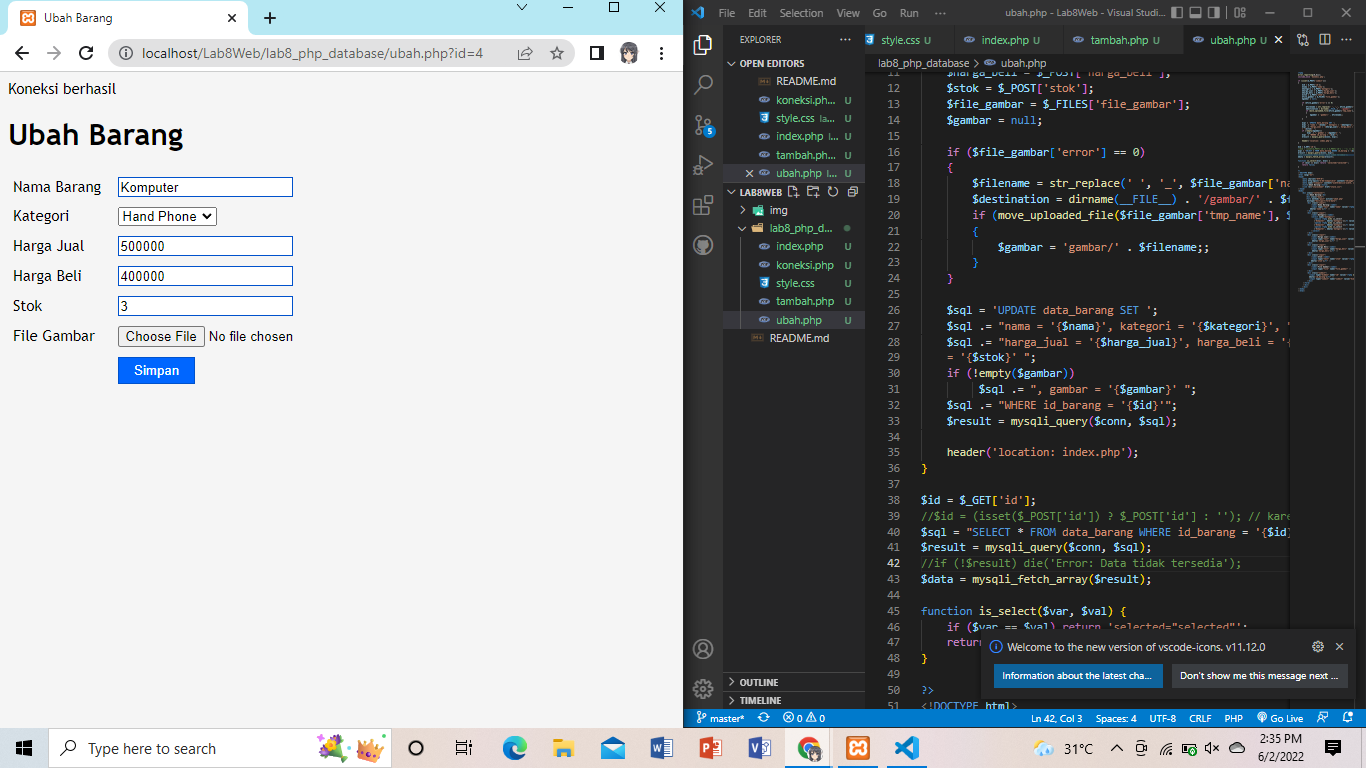 Ubah Barang
localhost/Lab8Web/lab8_php_database/ubah.php?id=4
Koneksi berhasil
Ubah Barang
Nama Barang Komputer
Kategori Hand Phone
Harga Jual 500000
Harga Beli 400000
Stok 3
File Gambar Choose File No file chosen
Simpan
File Edit Selection View Go Run ··· ubah.php - Lab8Web - Visual Studi...
EXPLORER ···
OPEN EDITORS
README.md
koneksi.ph... U
style.css la... U
index.php l... U
tambah.ph... U
ubah.php l... U
LAB8WEB
img
lab8_php_d...
index.php U
koneksi.php U
style.css U
tambah.php U
ubah.php U
README.md
OUTLINE
TIMELINE
5
style.css U index.php U tambah.php U ubah.php U
lab8_php_database > ubah.php
11 $harga_beli = $_POST['harga_beli'];
12 $stok = $_POST['stok'];
13 $file_gambar = $_FILES['file_gambar'];
14 $gambar = null;
15
16 if ($file_gambar['error'] == 0)
17 {
18 $filename = str_replace(' ', '_', $file_gambar['na
19 $destination = dirname(__FILE__) . '/gambar/' . $f
20 if (move_uploaded_file($file_gambar['tmp_name'], $
21 {
22 $gambar = 'gambar/' . $filename;;
23 }
24 }
25
26 $sql = 'UPDATE data_barang SET ';
27 $sql .= "nama = '{$nama}', kategori = '{$kategori}', "
28 $sql .= "harga_jual = '{$harga_jual}', harga_beli = '{
29 = '{$stok}' ";
30 if (!empty($gambar))
31 $sql .= ", gambar = '{$gambar}' ";
32 $sql .= "WHERE id_barang = '{$id}'";
33 $result = mysqli_query($conn, $sql);
34
35 header('location: index.php');
36 }
37
38 $id = $_GET['id'];
39 //$id = (isset($_POST['id']) ? $_POST['id'] : ''); // kare
40 $sql = "SELECT * FROM data_barang WHERE id_barang = '{$id}
41 $result = mysqli_query($conn, $sql);
42 //if (!$result) die('Error: Data tidak tersedia');
43 $data = mysqli_fetch_array($result);
44
45 function is_select($var, $val) {
46 if ($var == $val) return 'selected="selected"';
47 return
48 }
49
50 ?>
51 <!DOCTYPE html>
Welcome to the new version of vscode-icons. v11.12.0
Information about the latest cha...
Don't show me this message next ...
master* 0 0 Ln 42, Col 3 Spaces: 4 UTF-8 CRLF PHP Go Live
Type here to search
31°C
2:35 PM
6/2/2022